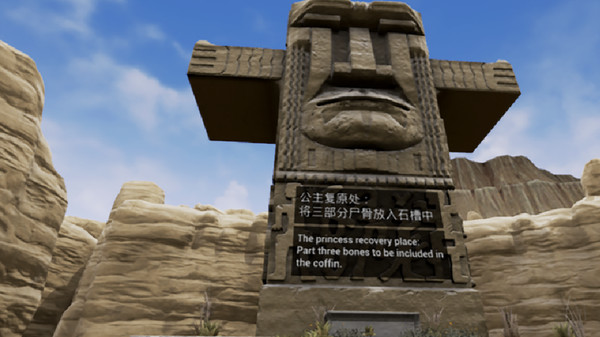 公主复原处:
将三部分尸骨放入石槽中
The princess recovery place:
Part three bones to be included in
the coffin.